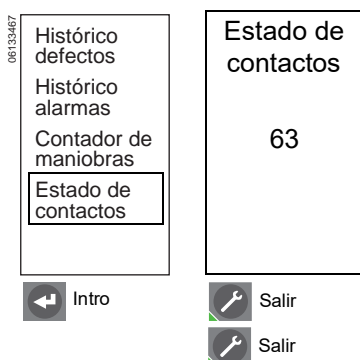 06133467
Histórico
defectos
Histórico
alarmas
Contador de
maniobras
Estado de
contactos
Intro
Estado de
contactos
63
Salir
Salir